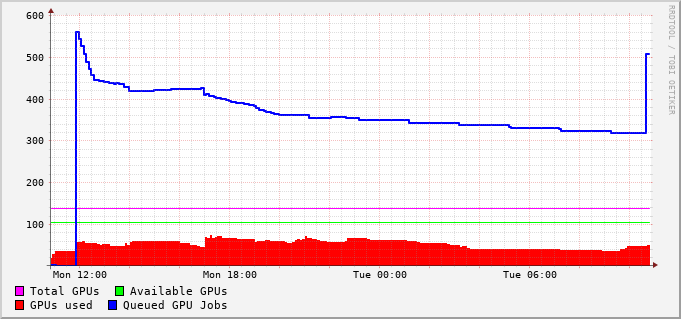 600
500
400
300
200
100
Mon 12:00 Mon 18:00 Tue 00:00 Tue 06:00
Total GPUs Available GPUs
GPUs used Queued GPU Jobs
RRDTOOL / TOBI OETIKER